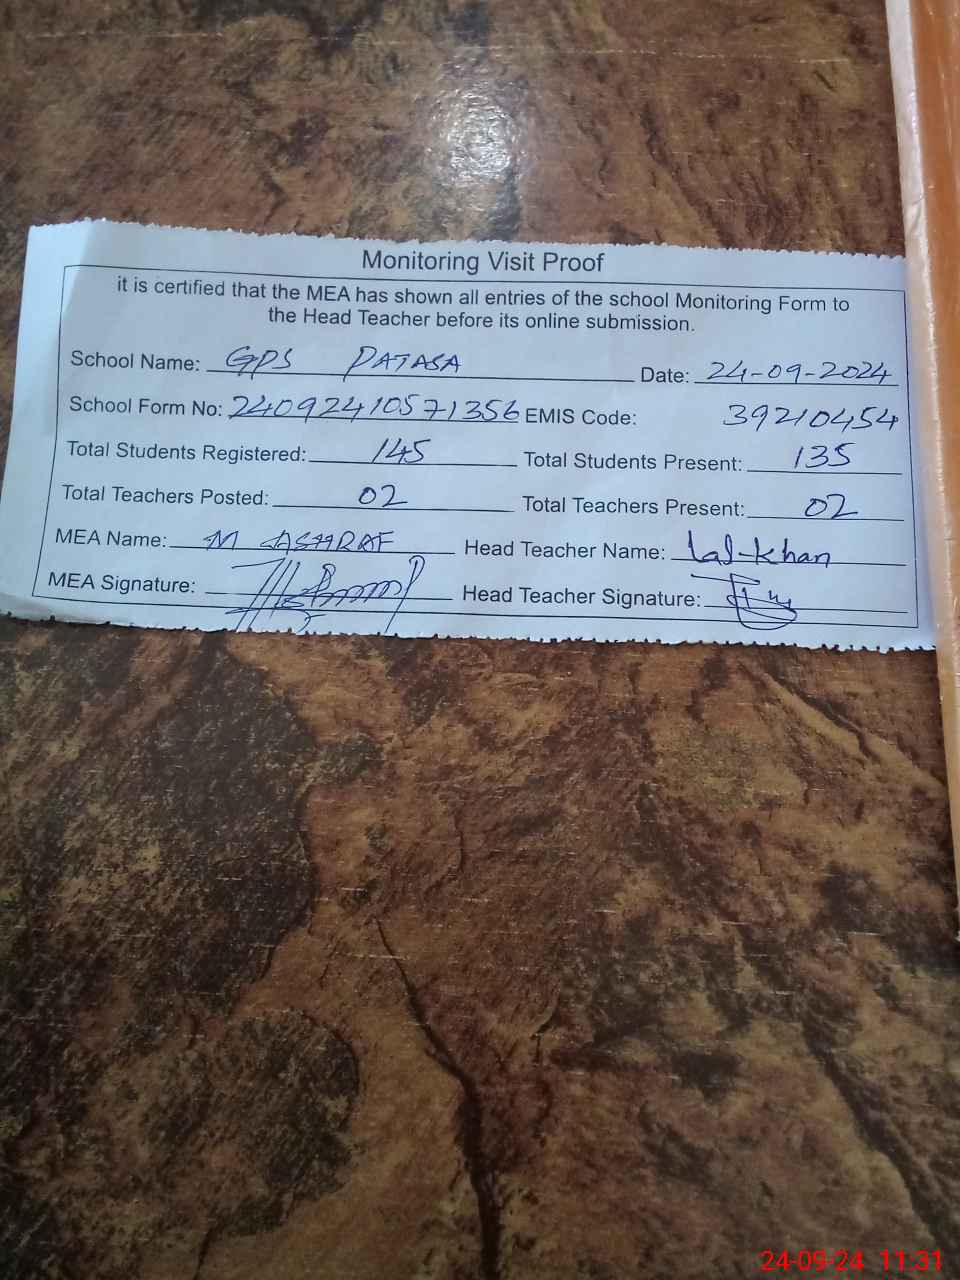 Monitoring Visit Proof
it is certified that the MEA has shown all entries of the school Monitoring Form to
the Head Teacher before its online submission.
School Name: GPS PATASA Date: 24-09-2024
School Form No: 24092410571356 EMIS Code: 39210454
Total Students Registered: 145 Total Students Present: 135
Total Teachers Posted: 02 Total Teachers Present: 02
MEA Name: M ASHRAF Head Teacher Name: Lal-khan
MEA Signature: Head Teacher Signature:
24-09-24 11:31